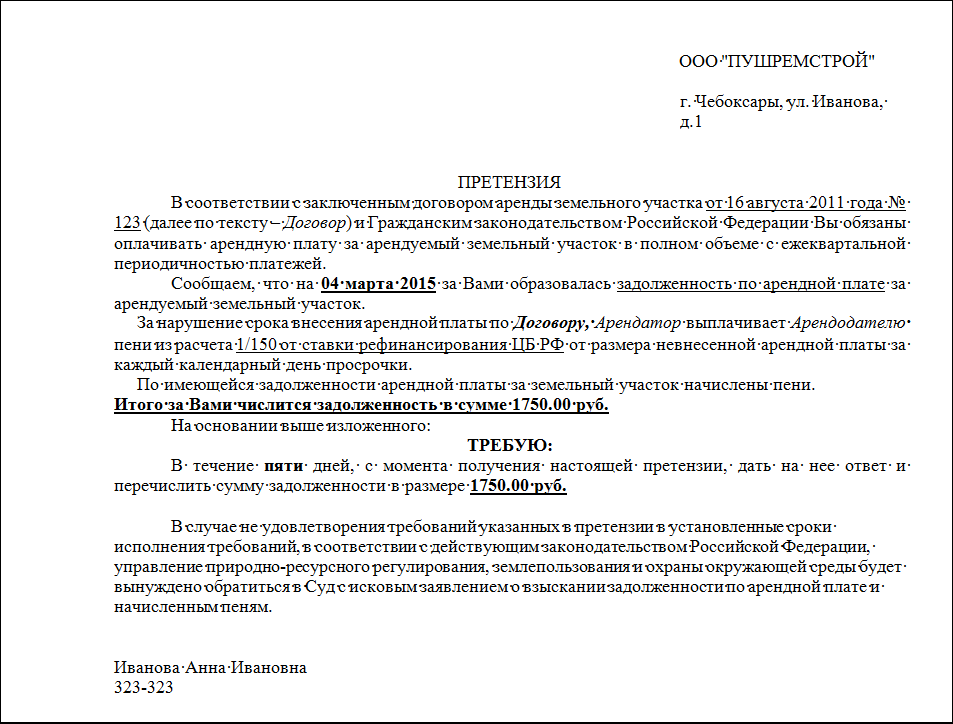 ООО "ПУШРЕМСТРОЙ"
г. Чебоксары, ул. Иванова,
д.1
ПРЕТЕНЗИЯ
В соответствии с заключенным договором аренды земельного участка от 16 августа 2011 года №
123 (далее по тексту – Договор) и Гражданским законодательством Российской Федерации Вы обязаны
оплачивать арендную плату за арендуемый земельный участок в полном объеме с ежеквартальной
периодичностью платежей.
Сообщаем, что на 04 марта 2015 за Вами образовалась задолженность по арендной плате за
арендуемый земельный участок.
За нарушение срока внесения арендной платы по Договору, Арендатор выплачивает Арендодателю
пени из расчета 1/150 от ставки рефинансирования ЦБ РФ от размера невнесенной арендной платы за
каждый календарный день просрочки.
По имеющейся задолженности арендной платы за земельный участок начислены пени.
Итого за Вами числится задолженность в сумме 1750.00 руб.
На основании выше изложенного:
ТРЕБУЮ:
В течение пяти дней, с момента получения настоящей претензии, дать на нее ответ и
перечислить сумму задолженности в размере 1750.00 руб.
В случае не удовлетворения требований указанных в претензии в установленные сроки
исполнения требований, в соответствии с действующим законодательством Российской Федерации,
управление природно-ресурсного регулирования, землепользования и охраны окружающей среды будет
вынуждено обратиться в Суд с исковым заявлением о взыскании задолженности по арендной плате и
начисленным пеням.
Иванова Анна Ивановна
323-323